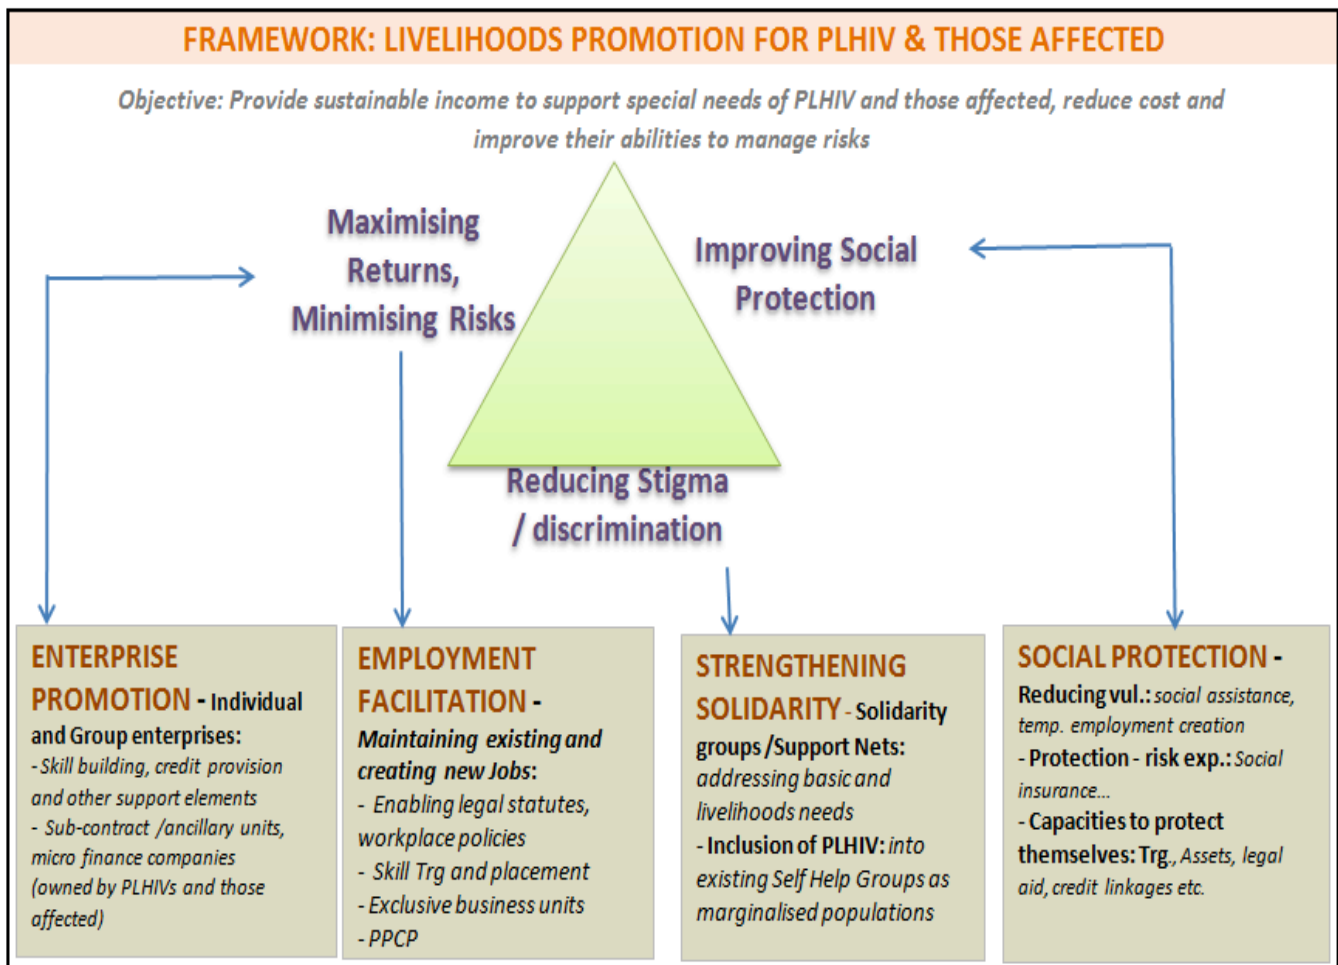 FRAMEWORK: LIVELIHOODS PROMOTION FOR PLHIV & THOSE AFFECTED
Objective: Provide sustainable income to support special needs of PLHIV and those affected, reduce cost and
improve their abilities to manage risks
Maximising
Returns,
Minimising Risks
Improving Social
Protection
Reducing Stigma
/ discrimination
ENTERPRISE
PROMOTION - Individual
and Group enterprises:
- Skill building, credit provision
and other support elements
- Sub-contract /ancillary units,
micro finance companies
(owned by PLHIVs and those
affected)
EMPLOYMENT
FACILITATION -
Maintaining existing and
creating new Jobs:
- Enabling legal statutes,
workplace policies
- Skill Trg and placement
- Exclusive business units
- PPCP
STRENGTHENING
SOLIDARITY - Solidarity
groups /Support Nets:
addressing basic and
livelihoods needs
- Inclusion of PLHIV: into
existing Self Help Groups as
marginalised populations
SOCIAL PROTECTION -
Reducing vul.: social assistance,
temp. employment creation
- Protection - risk exp.: Social
insurance...
- Capacities to protect
themselves: Trg., Assets, legal
aid, credit linkages etc.